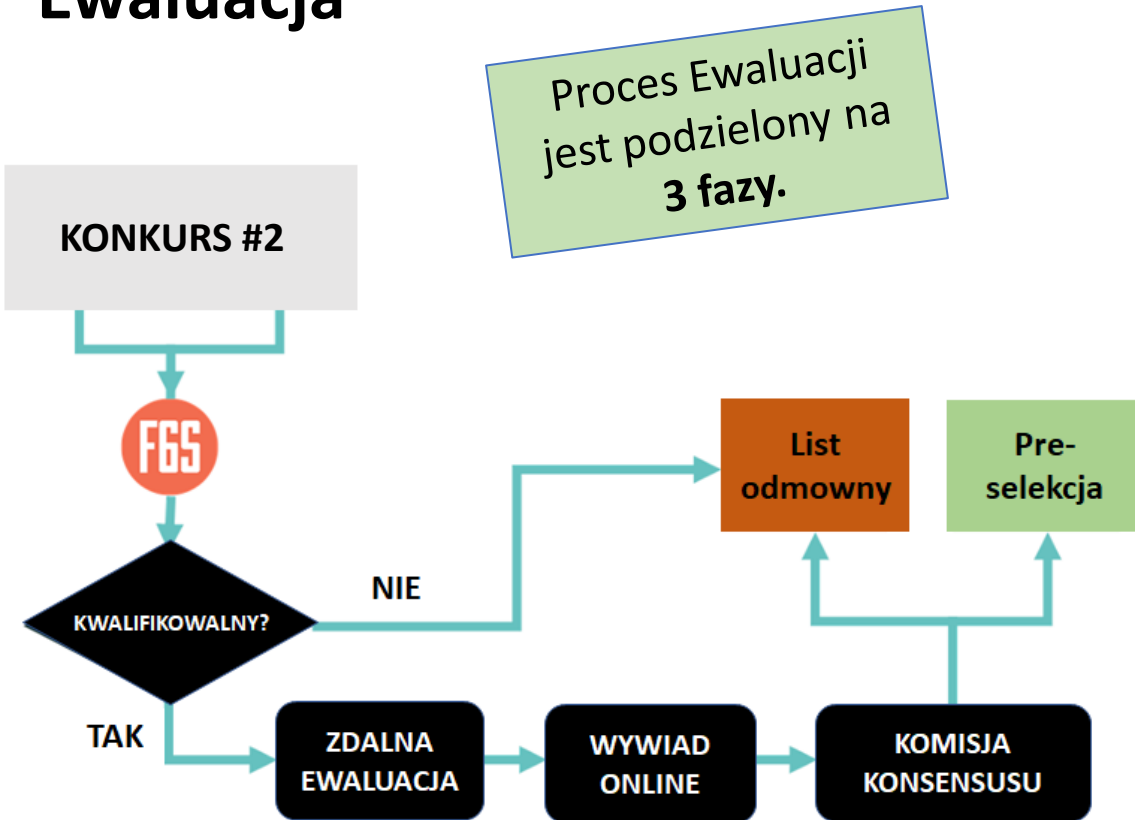 Ewaluacja
Proces Ewaluacji
jest podzielony na
3 fazy.
KONKURS #2
F6S
List
odmowny
Pre-
selekcja
NIE
KWALIFIKOWALNY?
TAK
ZDALNA
EWALUACJA
WYWIAD
ONLINE
KOMISJA
KONSENSUSU